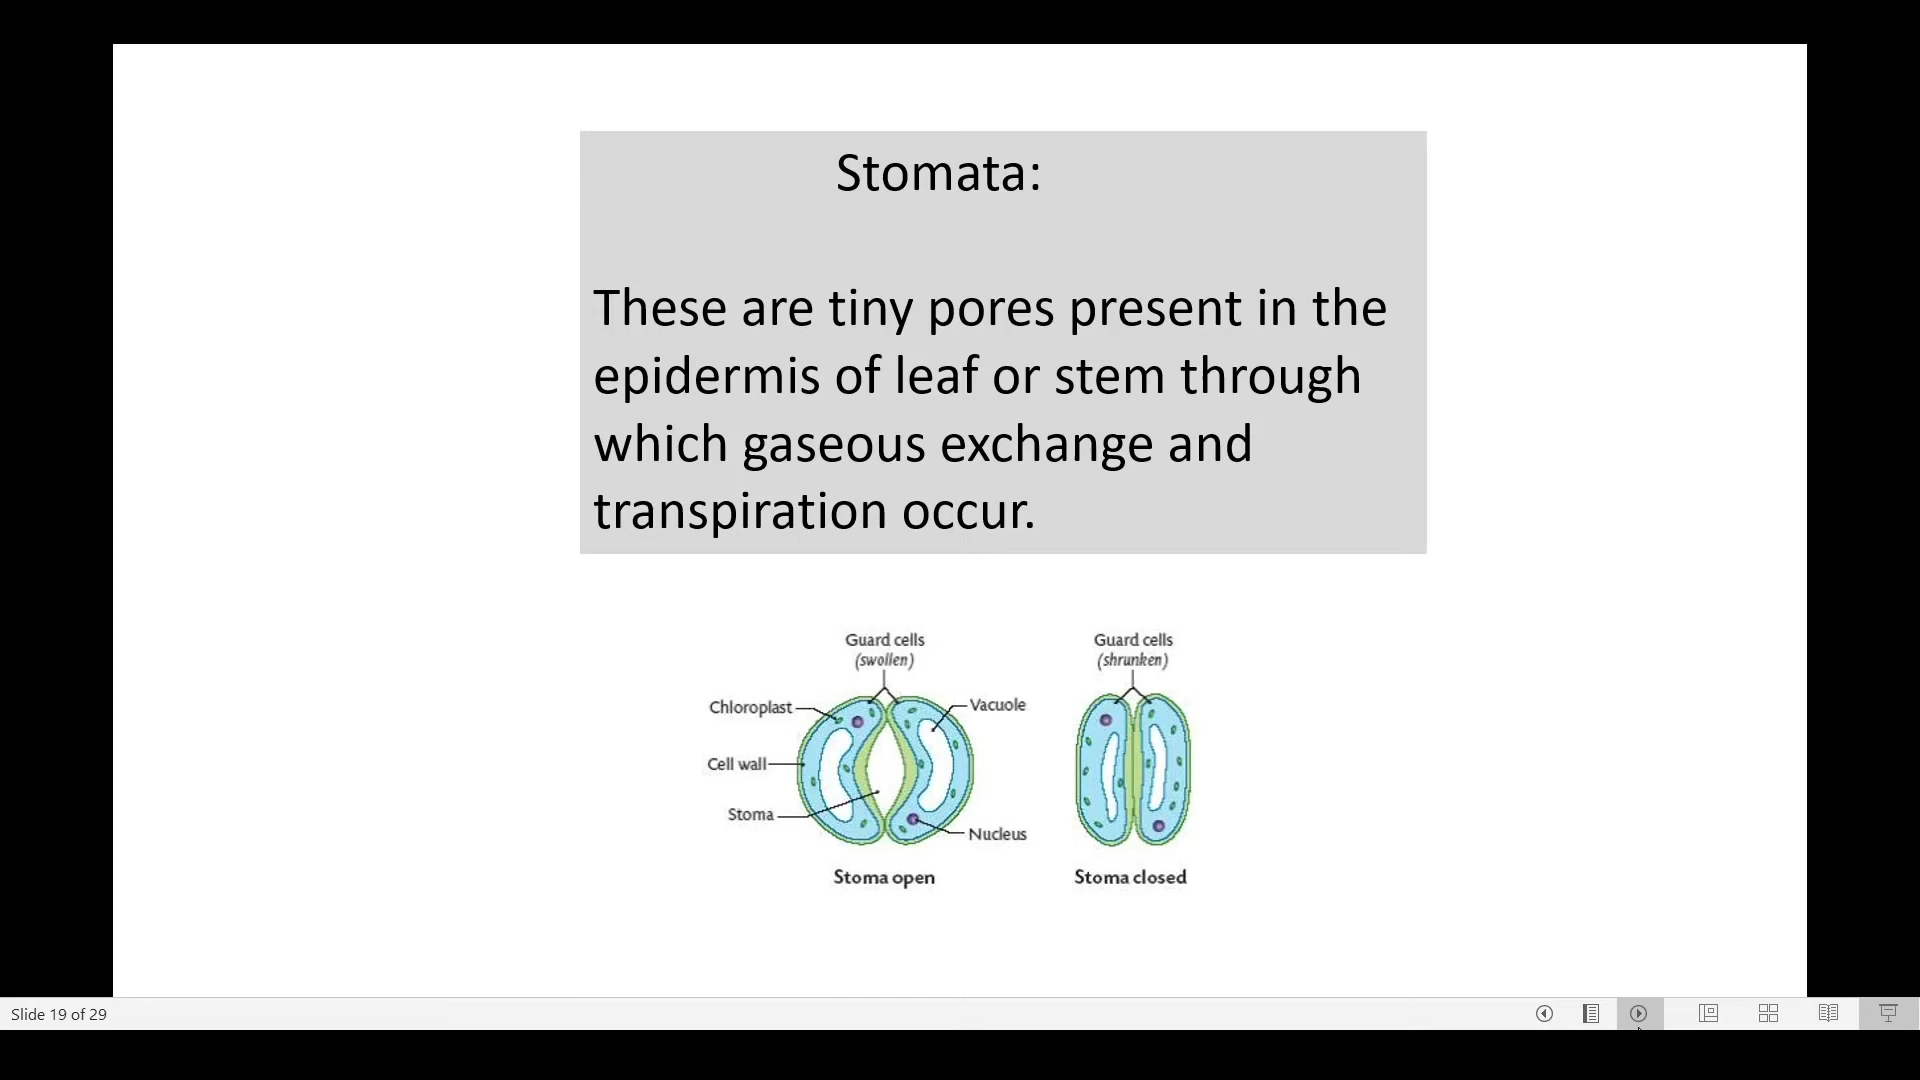 Stomata:
These are tiny pores present in the
epidermis of leaf or stem through
which gaseous exchange and
transpiration occur.
Guard cells
(swollen)
Guard cells
(shrunken)
Chloroplast
Vacuole
Cell wall
Stoma
Nucleus
Stoma open
Stoma closed
Slide 19 of 29